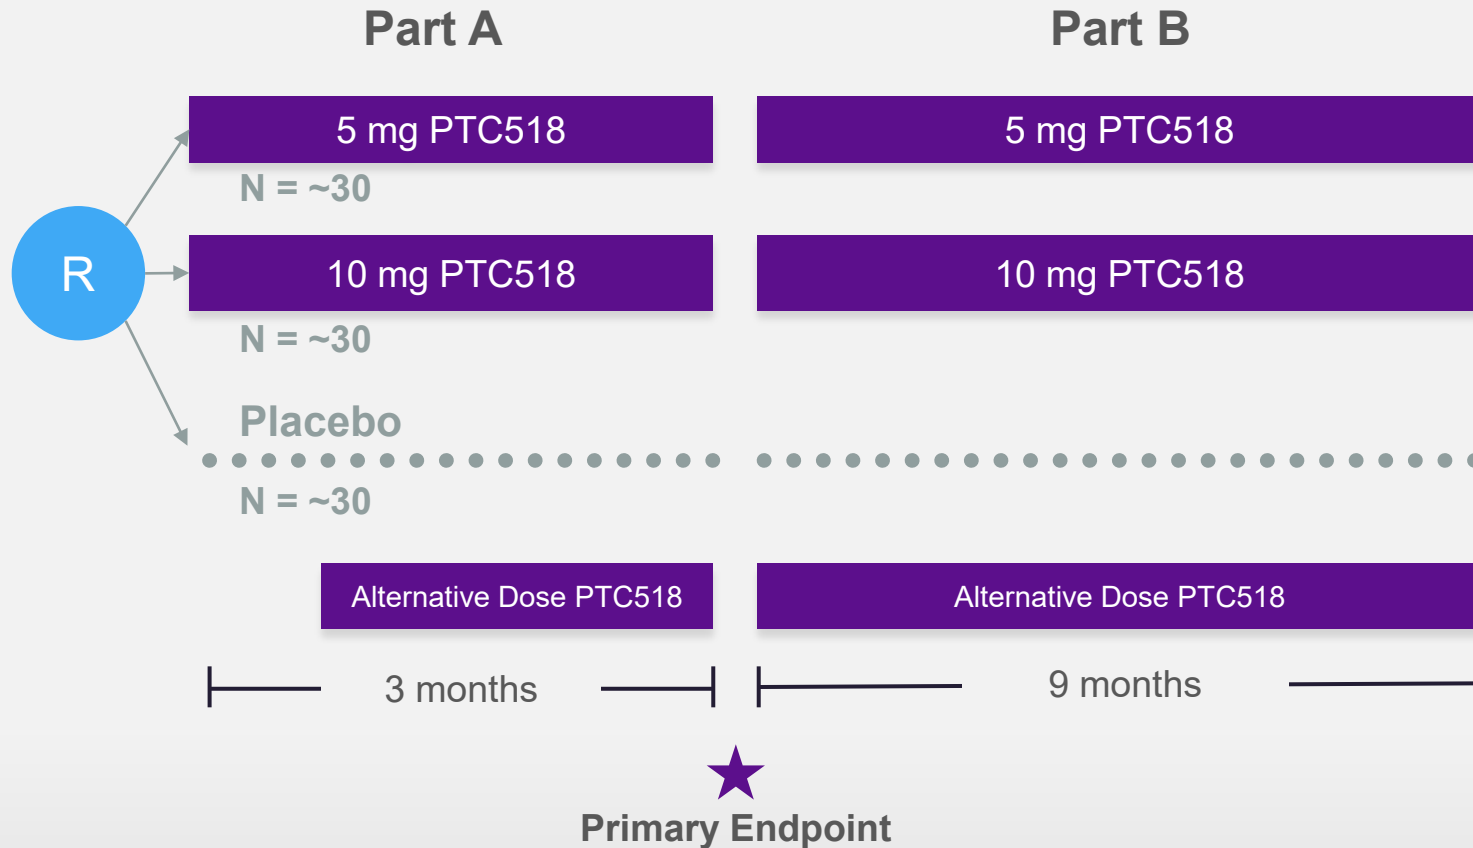 Part A
Part B
5 mg PTC518
5 mg PTC518
N = ~30
R
10 mg PTC518
10 mg PTC518
N = ~30
Placebo
N = ~30
Alternative Dose PTC518
Alternative Dose PTC518
3 months
9 months
Primary Endpoint